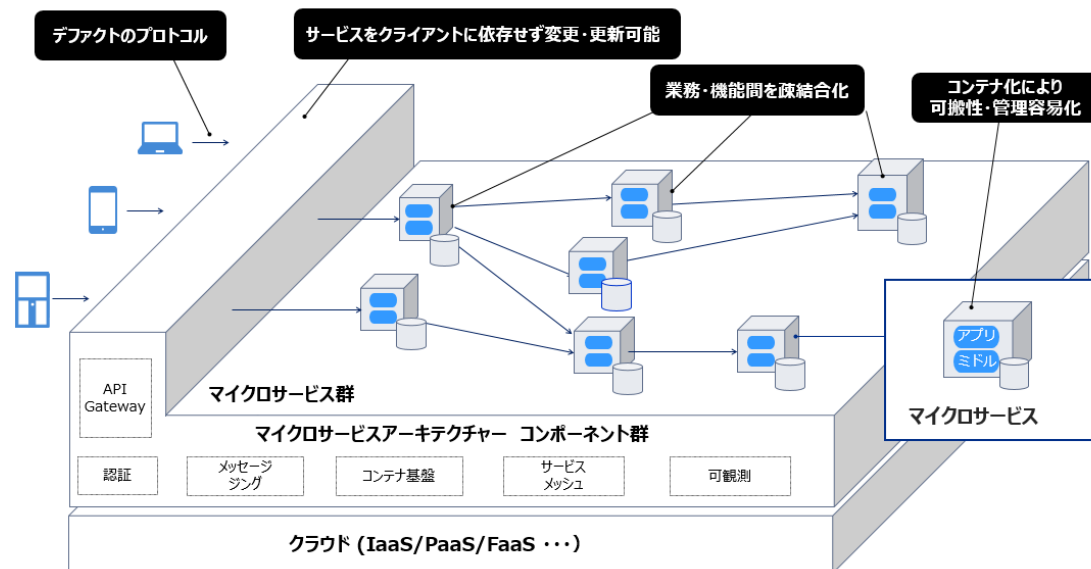 デファクトのプロトコル
サービスをクライアントに依存せず変更・更新可能
業務・機能間を疎結合化
コンテナ化により
可搬性・管理容易化
アプリ
ミドル
マイクロサービス
API
Gateway
マイクロサービス群
マイクロサービスアーキテクチャー コンポーネント群
認証
メッセージ
ジング
コンテナ基盤
サービス
メッシュ
可観測
クラウド (IaaS/PaaS/FaaS ・・・)